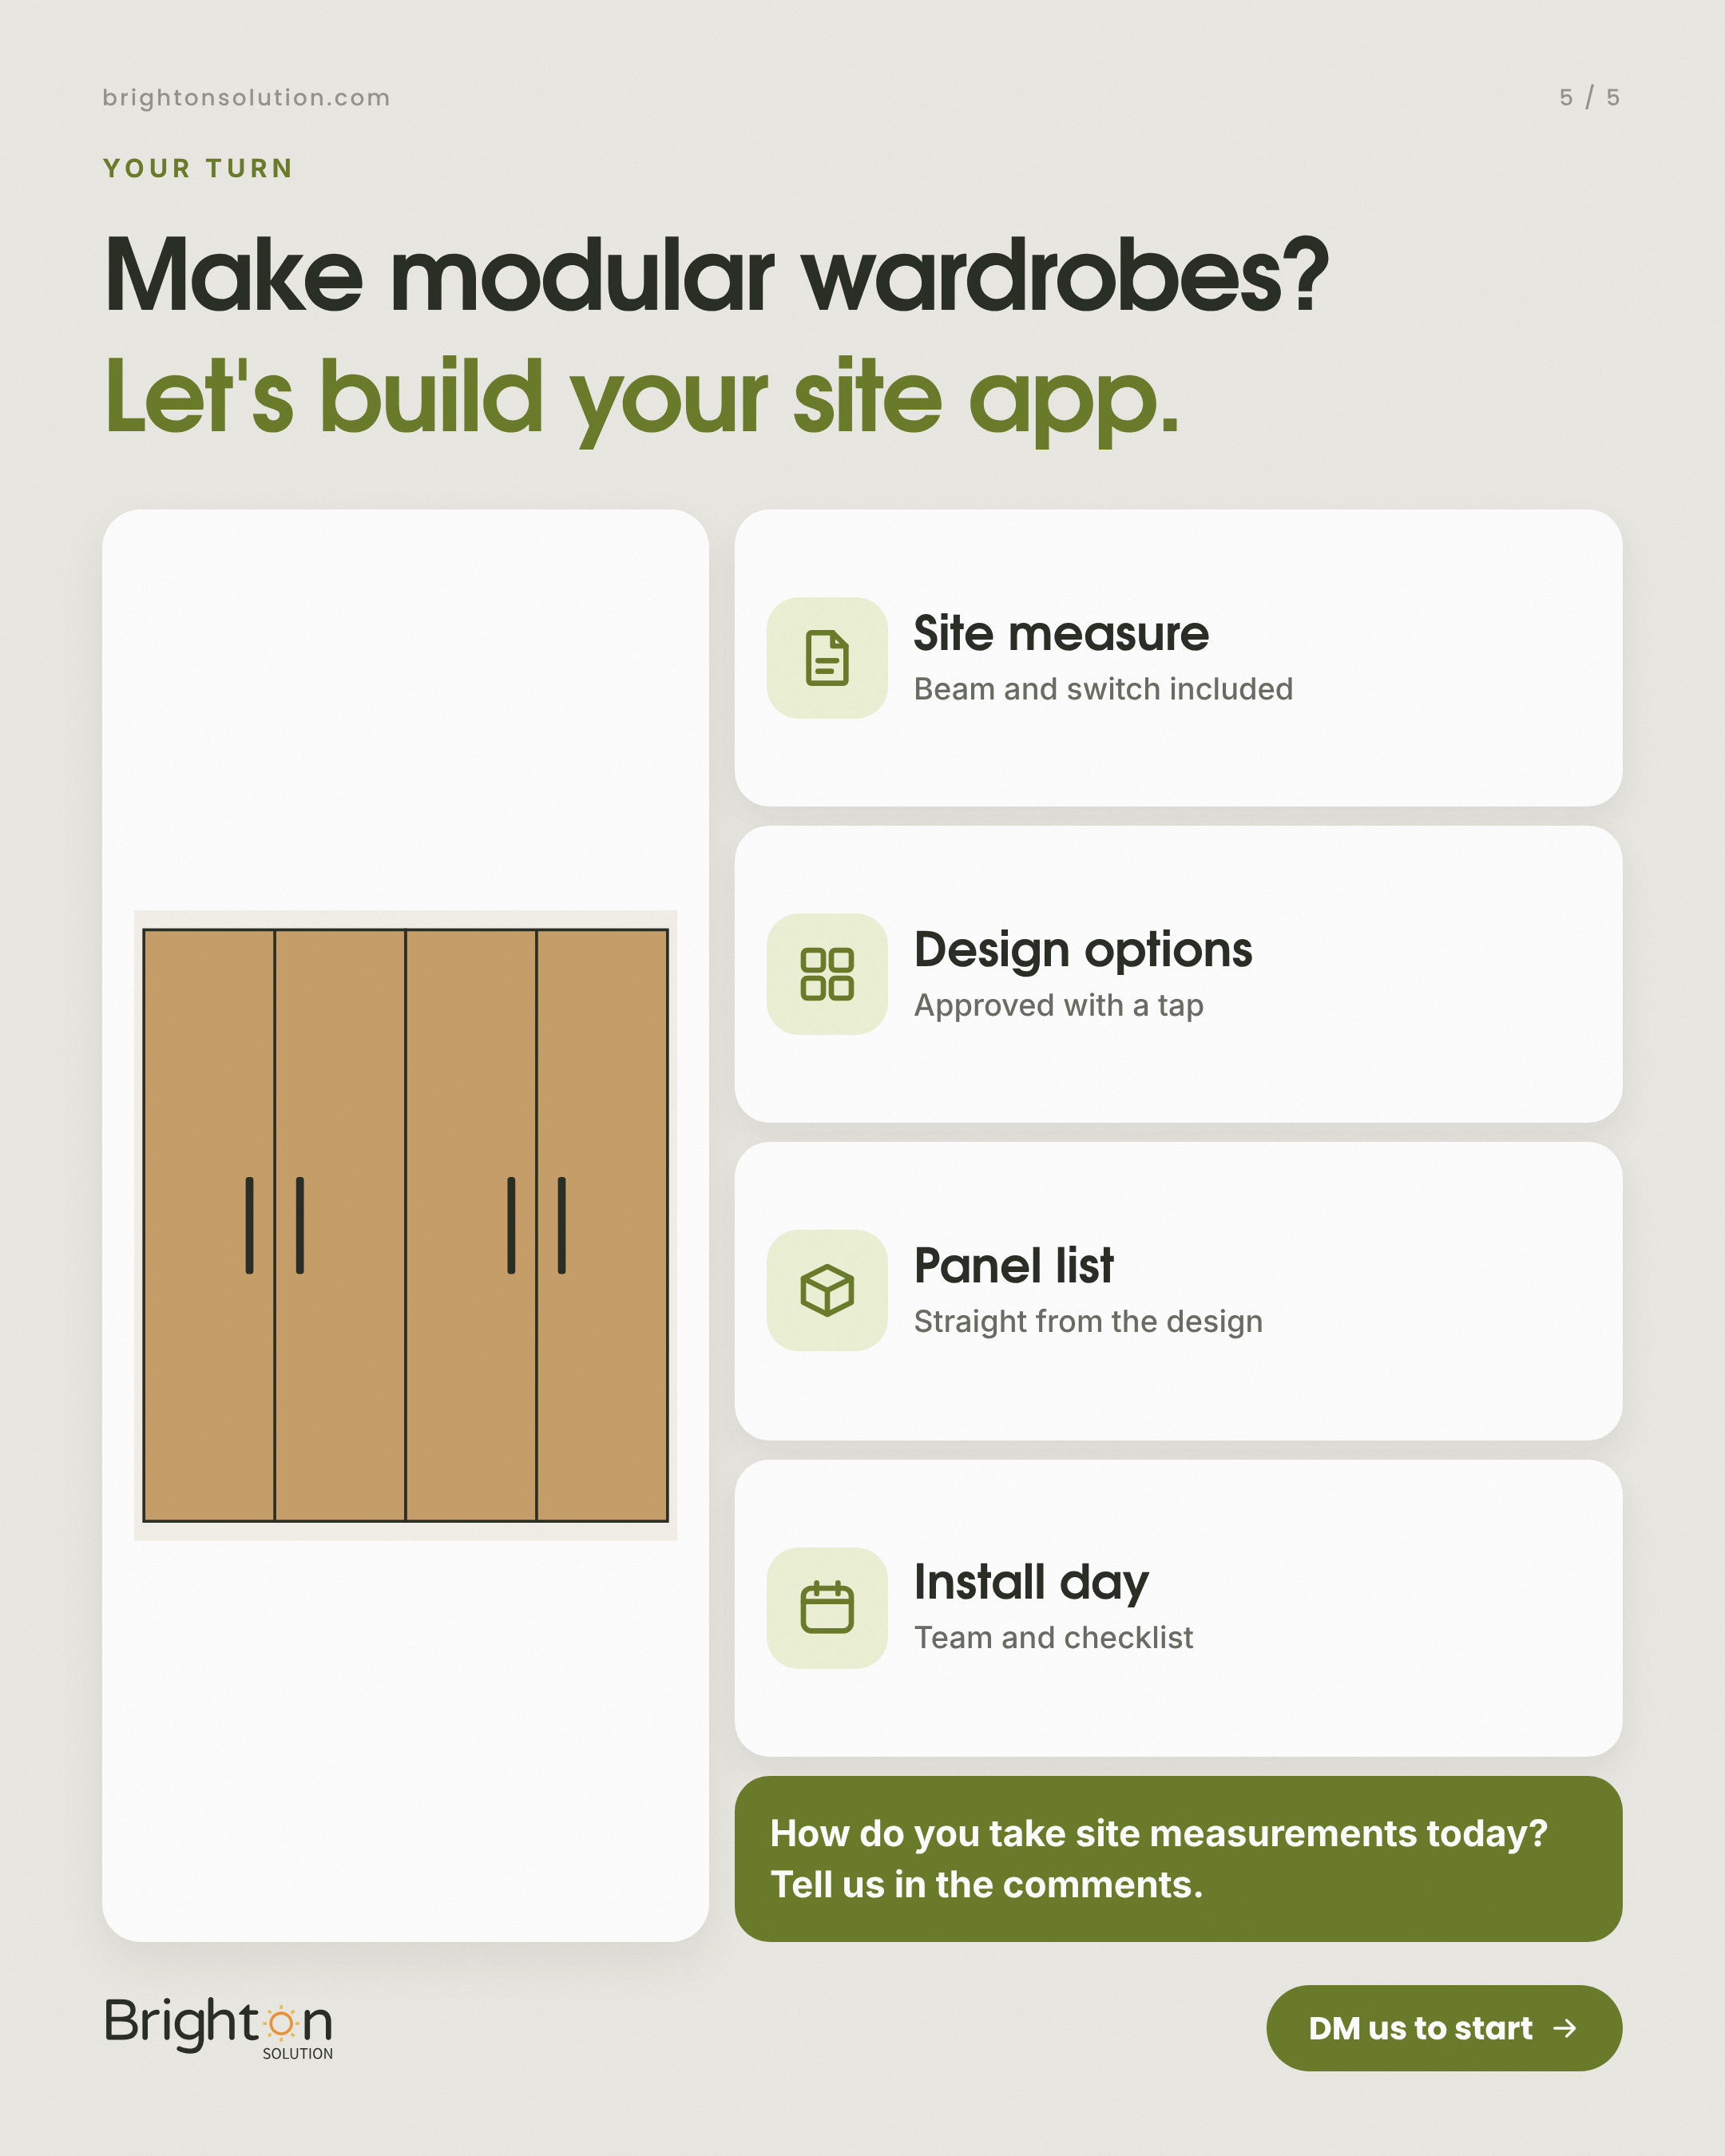 brightonsolution.com
5 / 5
YOUR TURN
Make modular wardrobes?
Let's build your site app.
Site measure
Beam and switch included
Design options
Approved with a tap
Panel list
Straight from the design
Install day
Team and checklist
How do you take site measurements today?
Tell us in the comments.
Brighton
SOLUTION
DM us to start →